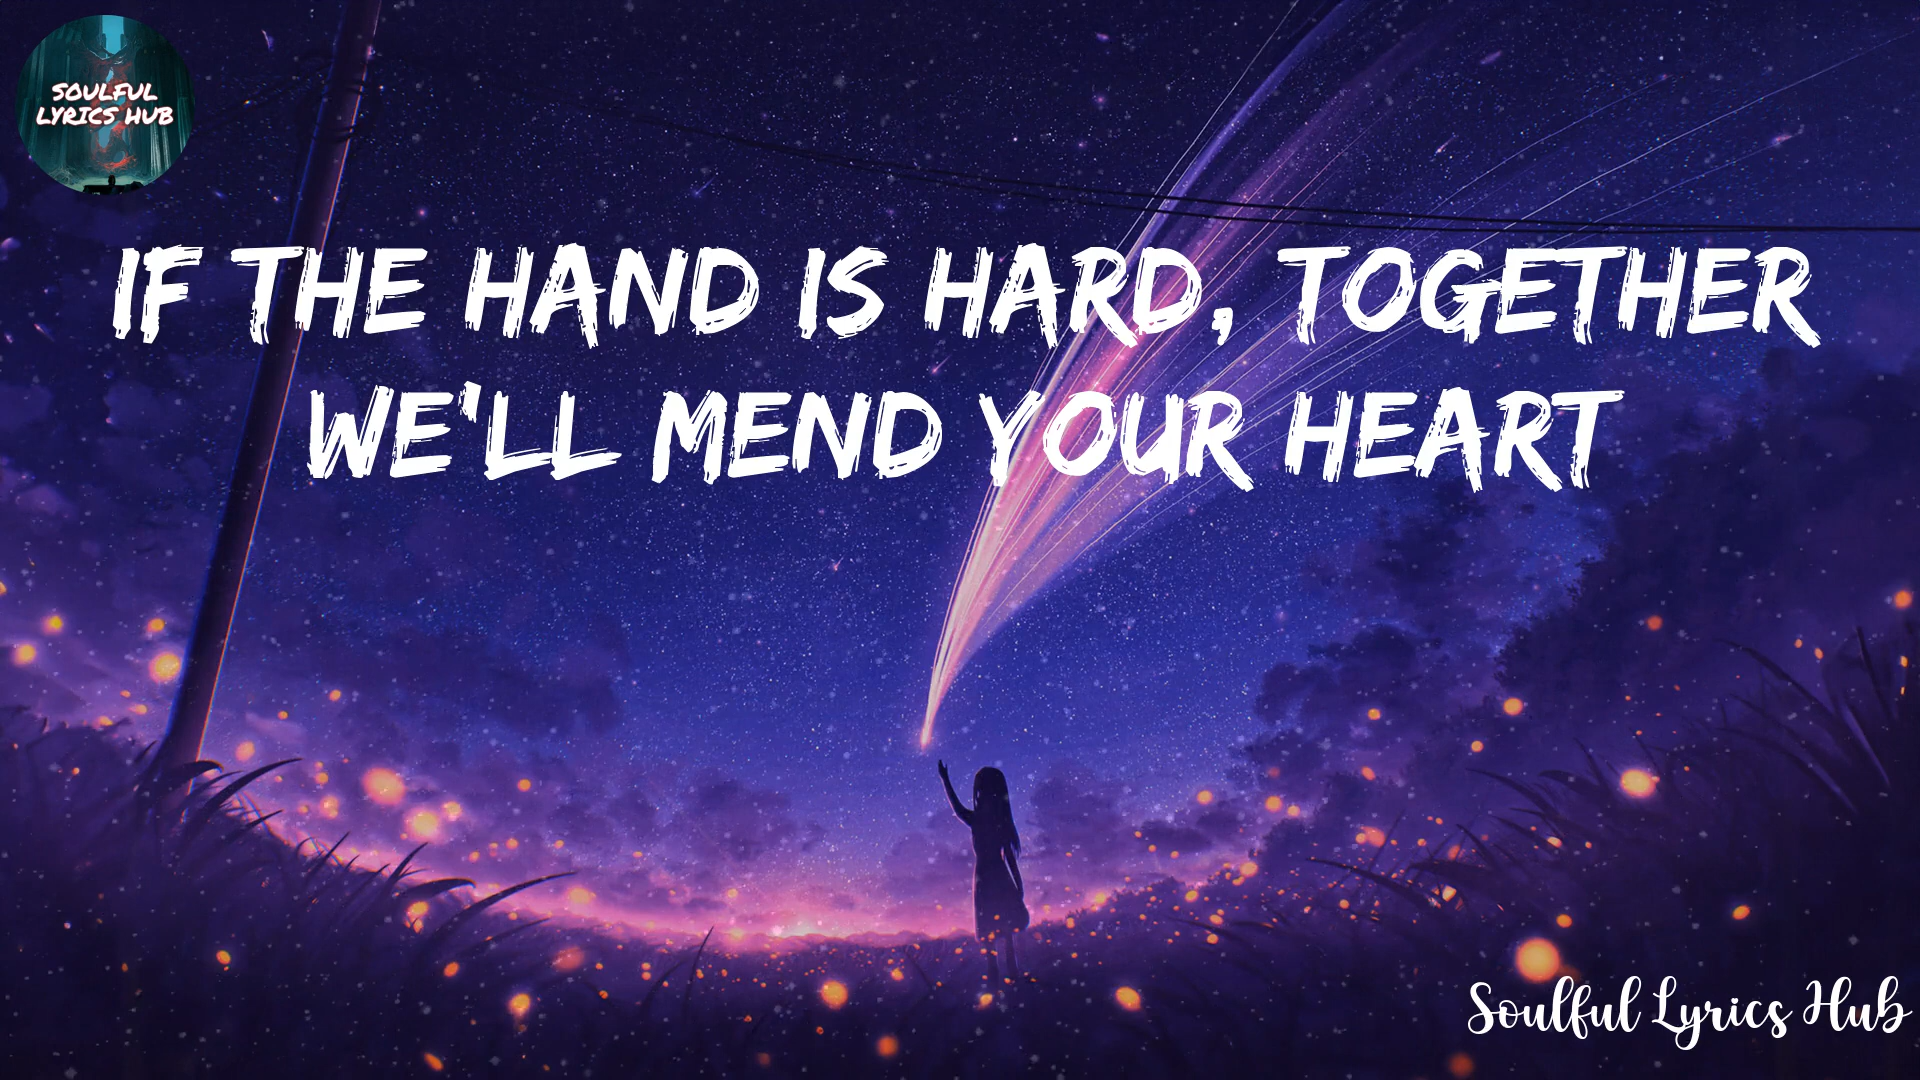 SOULFUL
LYRICS HUB
IF THE HAND IS HARD, TOGETHER
WE'LL MEND YOUR HEART
Soulful Lyrics Hub